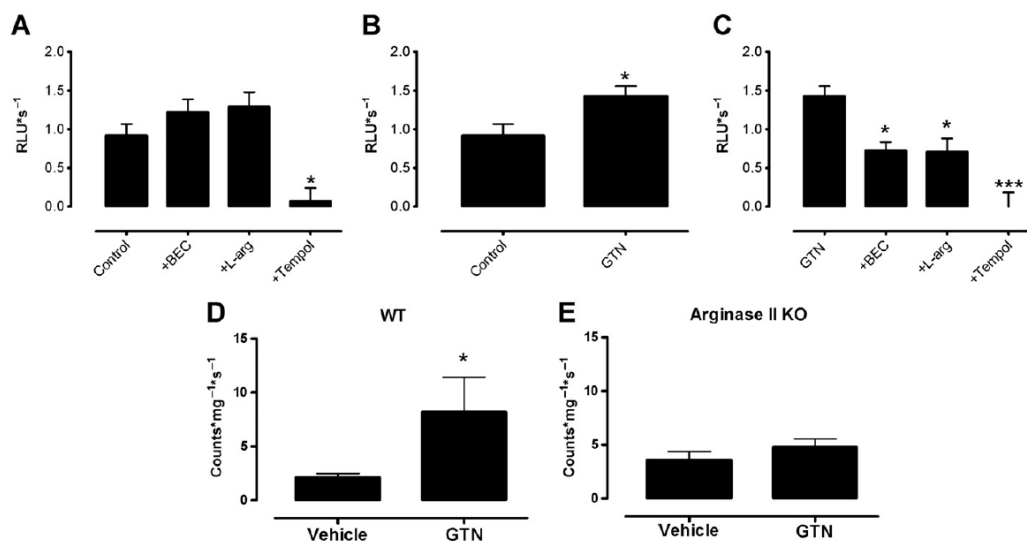 A
B
C
RLU*s⁻¹
2.0
1.5
1.0
0.5
0.0
Control
+BEC
+L-arg
*
+Tempol
RLU*s⁻¹
2.0
1.5
1.0
0.5
0.0
Control
*
GTN
RLU*s⁻¹
2.0
1.5
1.0
0.5
0.0
GTN
*
+BEC
*
+L-arg
***
+Tempol
D
WT
Counts*mg⁻¹*s⁻¹
15
10
5
0
*
Vehicle
GTN
E
Arginase II KO
Counts*mg⁻¹*s⁻¹
15
10
5
0
Vehicle
GTN